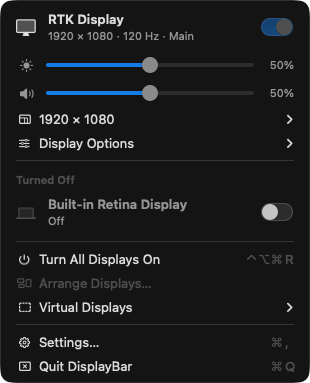 RTK Display
1920 × 1080 · 120 Hz · Main
50%
50%
1920 × 1080
Display Options
Turned Off
Built-in Retina Display
Off
Turn All Displays On ⌃⌥⌘R
Arrange Displays...
Virtual Displays
Settings... ⌘,
Quit DisplayBar ⌘Q